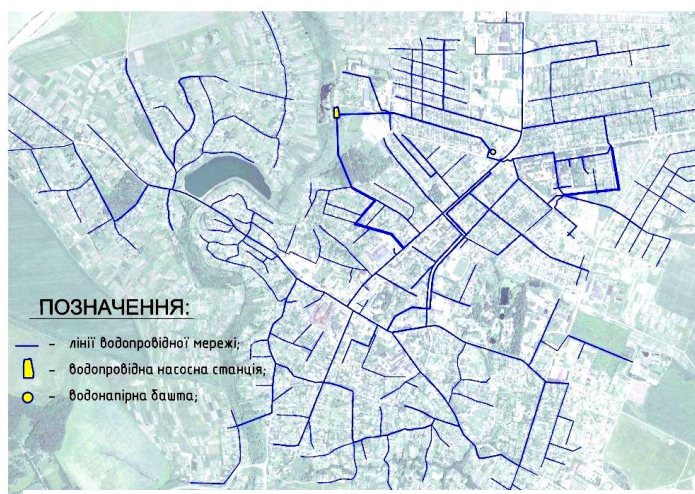 ПОЗНАЧЕННЯ:
– лінії водопровідної мережі;
– водопровідна насосна станція;
– водонапірна башта;